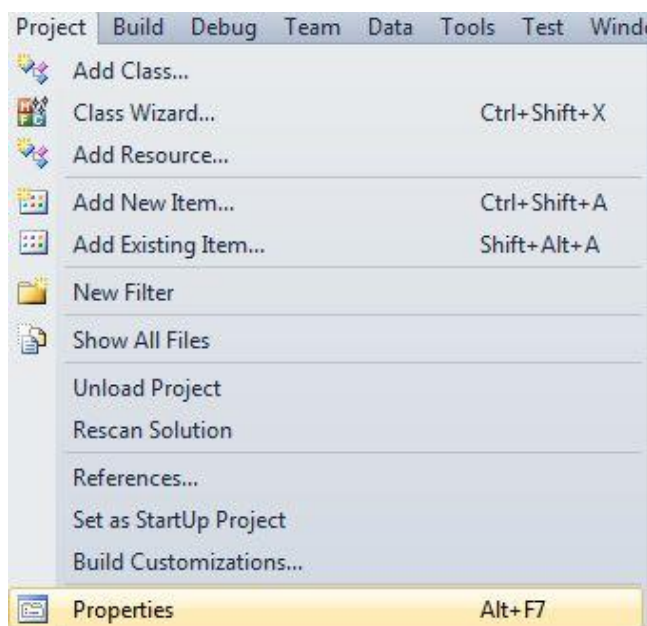 Project Build Debug Team Data Tools Test
Add Class...
Class Wizard... Ctrl+Shift+X
Add Resource...
Add New Item... Ctrl+Shift+A
Add Existing Item... Shift+Alt+A
New Filter
Show All Files
Unload Project
Rescan Solution
References...
Set as StartUp Project
Build Customizations...
Properties Alt+F7